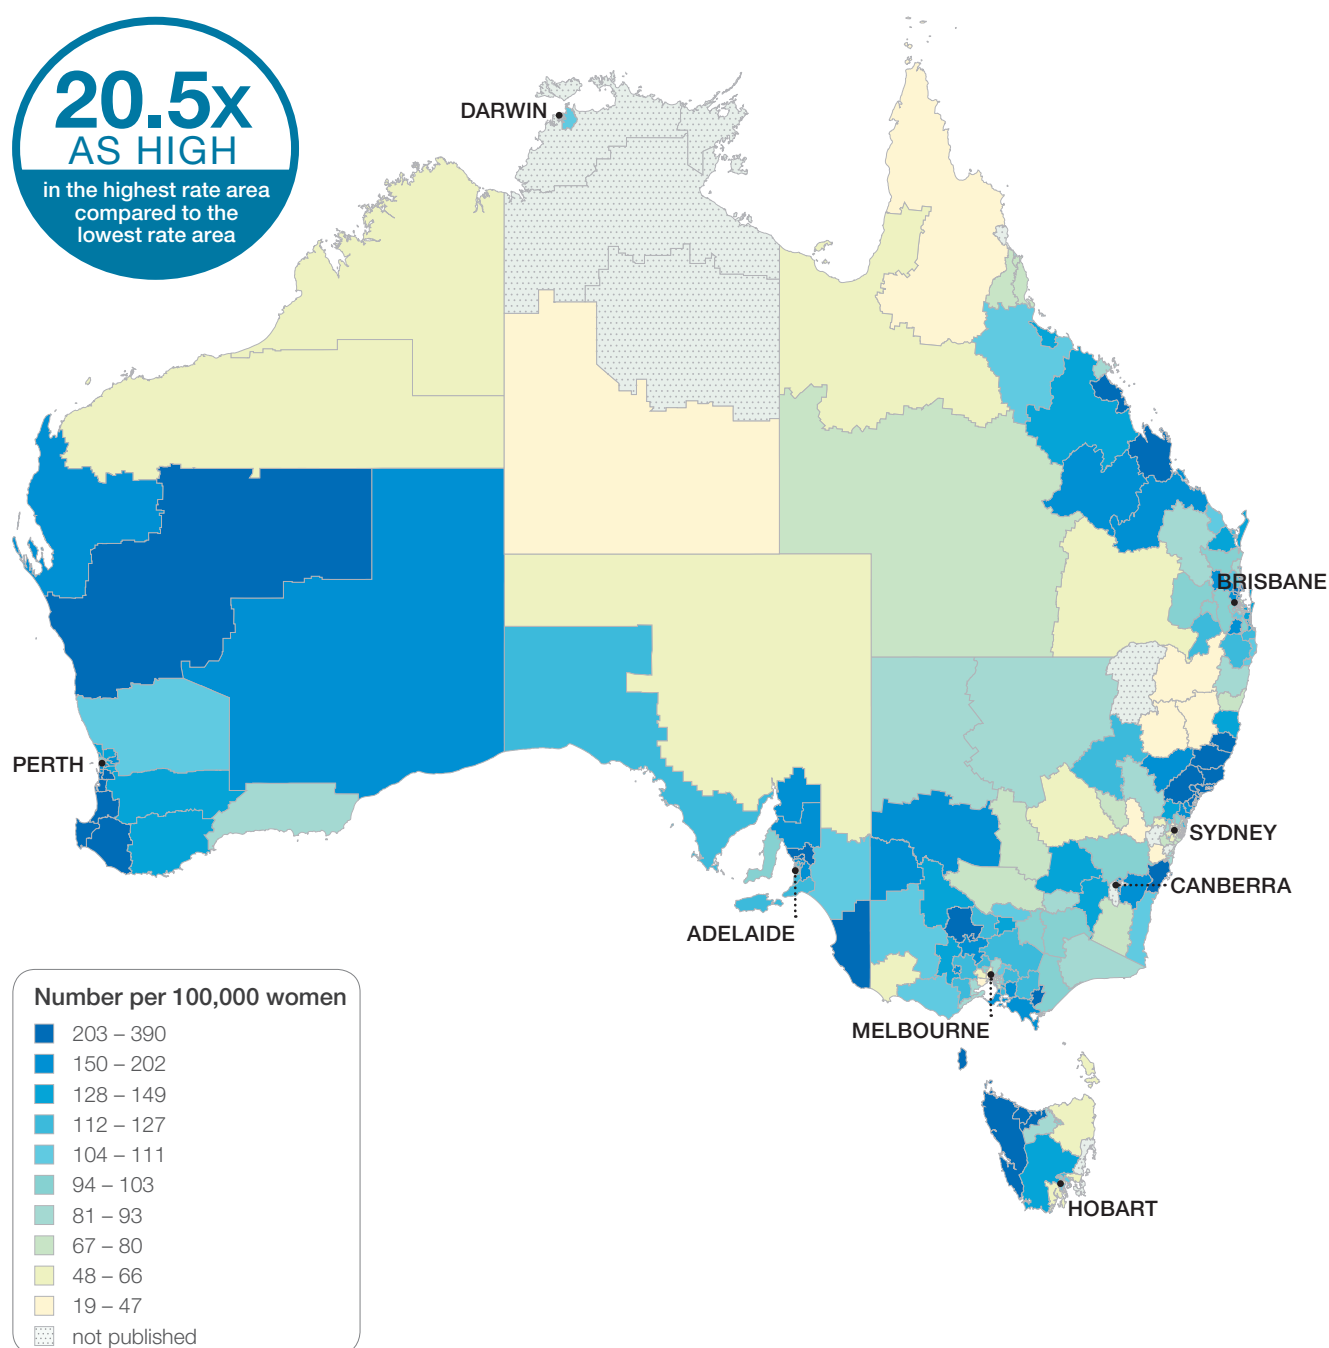 20.5x
AS HIGH
in the highest rate area
compared to the
lowest rate area
DARWIN
BRISBANE
PERTH
SYDNEY
CANBERRA
ADELAIDE
MELBOURNE
HOBART
Number per 100,000 women
203 – 390
150 – 202
128 – 149
112 – 127
104 – 111
94 – 103
81 – 93
67 – 80
48 – 66
19 – 47
not published